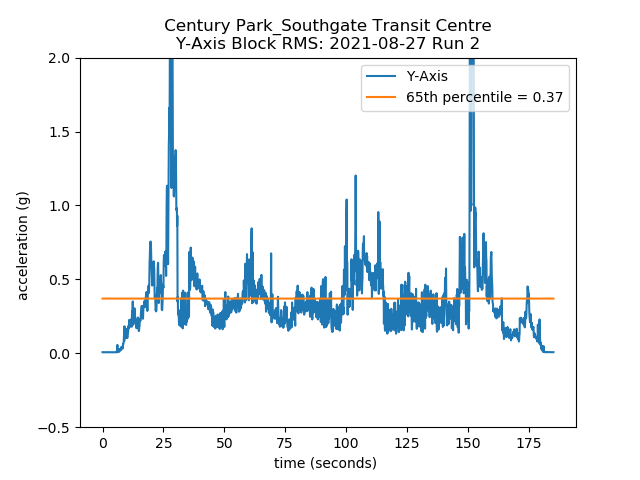 Century Park_Southgate Transit Centre
Y-Axis Block RMS: 2021-08-27 Run 2
2.0
1.5
1.0
0.5
0.0
−0.5
acceleration (g)
Y-Axis
65th percentile = 0.37
0
25
50
75
100
125
150
175
time (seconds)